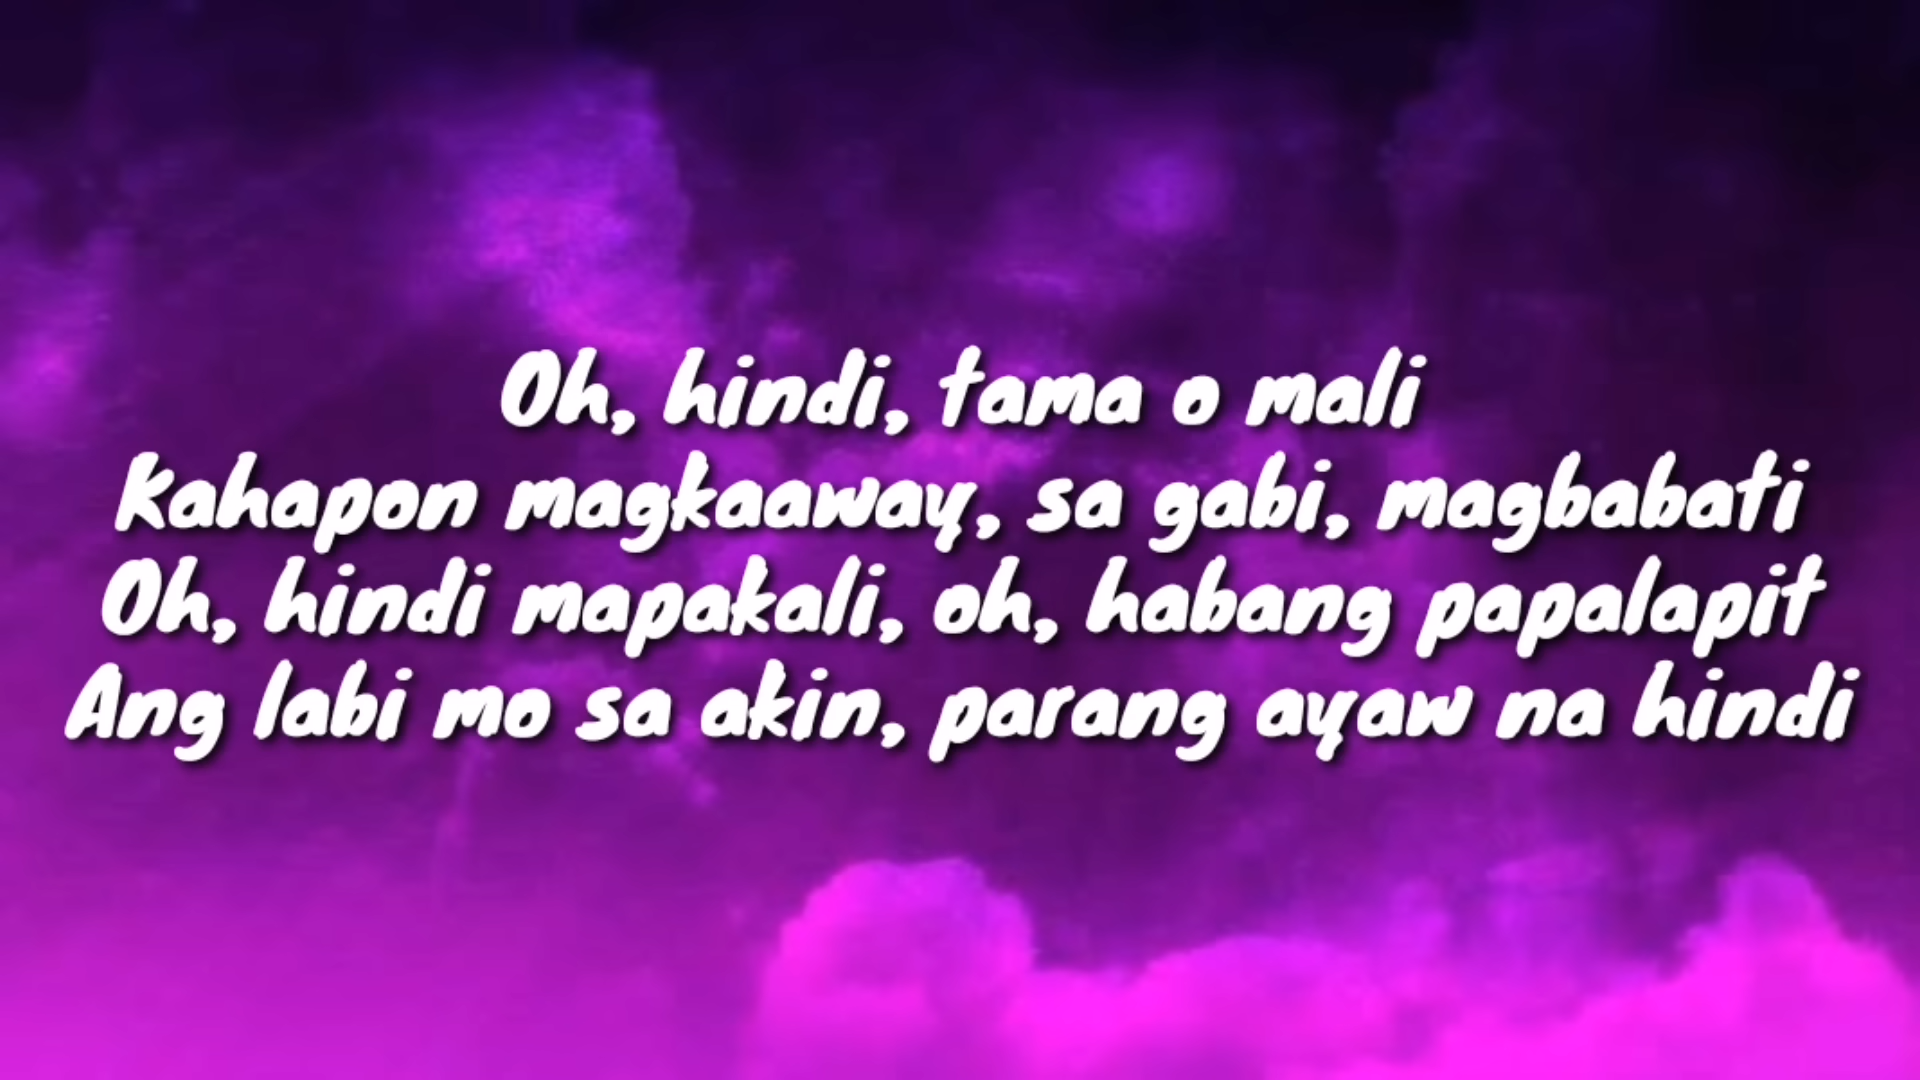 Oh, hindi, tama o mali
Kahapon magkaaway, sa gabi, magbabati
Oh, hindi mapakali, oh, habang papalapit
Ang labi mo sa akin, parang ayaw na hindi